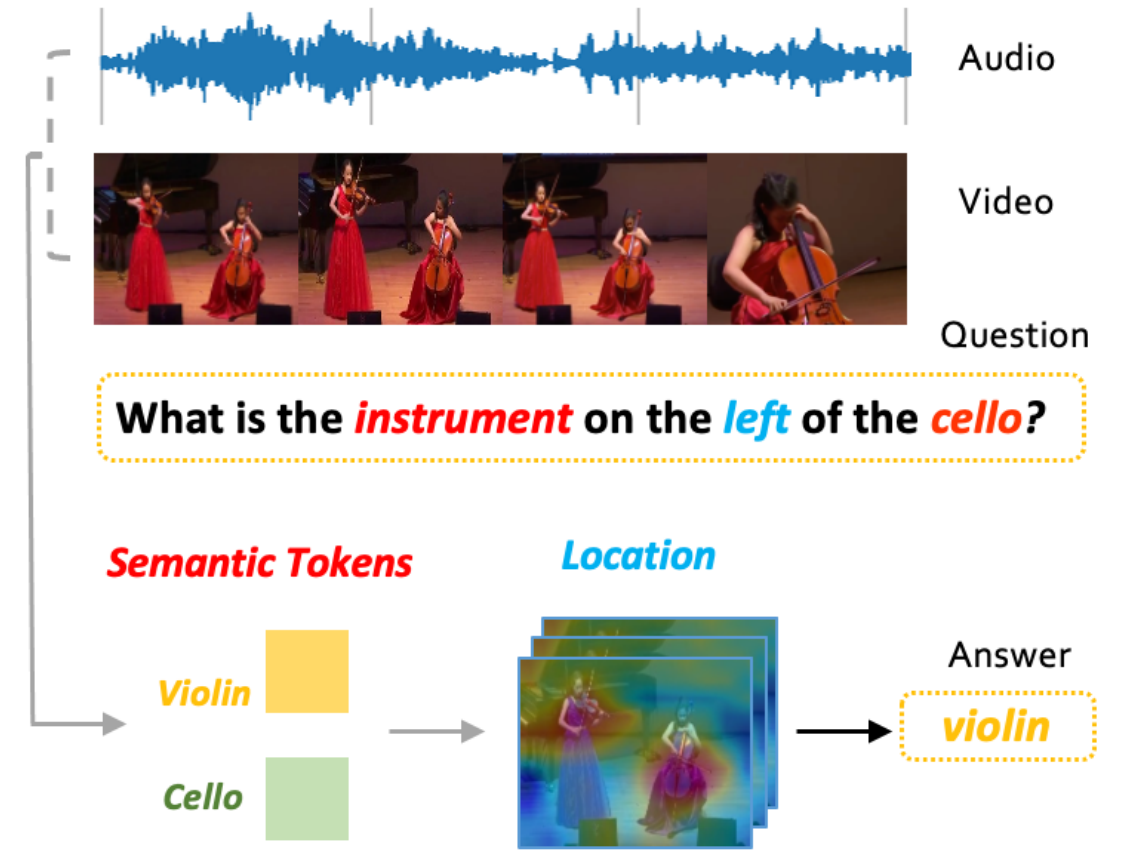 Audio
Video
Question
What is the instrument on the left of the cello?
Semantic Tokens
Location
Violin
Cello
Answer
violin